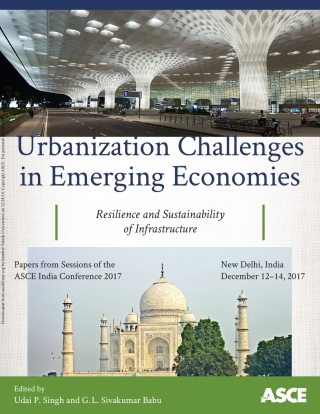 Urbanization Challenges
in Emerging Economies
Resilience and Sustainability
of Infrastructure
Papers from Sessions of the
ASCE India Conference 2017
New Delhi, India
December 12–14, 2017
Edited by
Udai P. Singh and G. L. Sivakumar Babu
ASCE